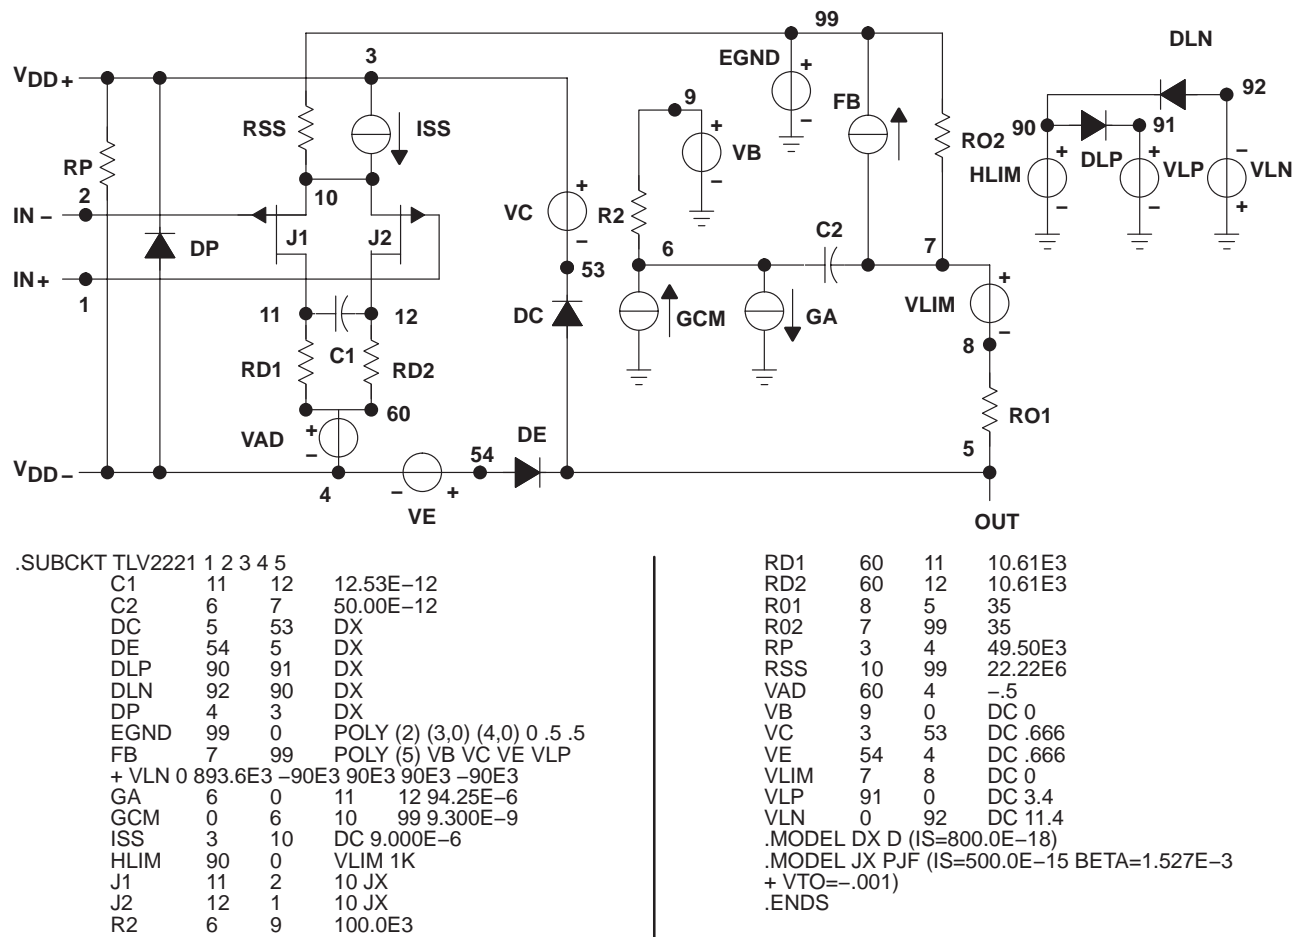 99
DLN
3
EGND
+
VDD+
9
FB
92
RSS
ISS
+
90
91
RO2
RP
VB
DLP
10
HLIM
+
VLP
+
-
VLN
2
+
IN −
VC
R2
C2
J1
J2
6
7
DP
IN+
53
1
+
VLIM
11
12
DC
GCM
GA
8
C1
RD1
RD2
RO1
60
VAD
+
−
DE
54
5
VDD−
4
−
+
VE
OUT
.SUBCKT TLV2221 1 2 3 4 5
C1 11 12 12.53E−12
C2 6 7 50.00E−12
DC 5 53 DX
DE 54 5 DX
DLP 90 91 DX
DLN 92 90 DX
DP 4 3 DX
EGND 99 0 POLY (2) (3,0) (4,0) 0 .5 .5
FB 7 99 POLY (5) VB VC VE VLP
+ VLN 0 893.6E3 −90E3 90E3 90E3 −90E3
GA 6 0 11 12 94.25E−6
GCM 0 6 10 99 9.300E−9
ISS 3 10 DC 9.000E−6
HLIM 90 0 VLIM 1K
J1 11 2 10 JX
J2 12 1 10 JX
R2 6 9 100.0E3
RD1 60 11 10.61E3
RD2 60 12 10.61E3
R01 8 5 35
R02 7 99 35
RP 3 4 49.50E3
RSS 10 99 22.22E6
VAD 60 4 −.5
VB 9 0 DC 0
VC 3 53 DC .666
VE 54 4 DC .666
VLIM 7 8 DC 0
VLP 91 0 DC 3.4
VLN 0 92 DC 11.4
.MODEL DX D (IS=800.0E−18)
.MODEL JX PJF (IS=500.0E−15 BETA=1.527E−3
+ VTO=−.001)
.ENDS